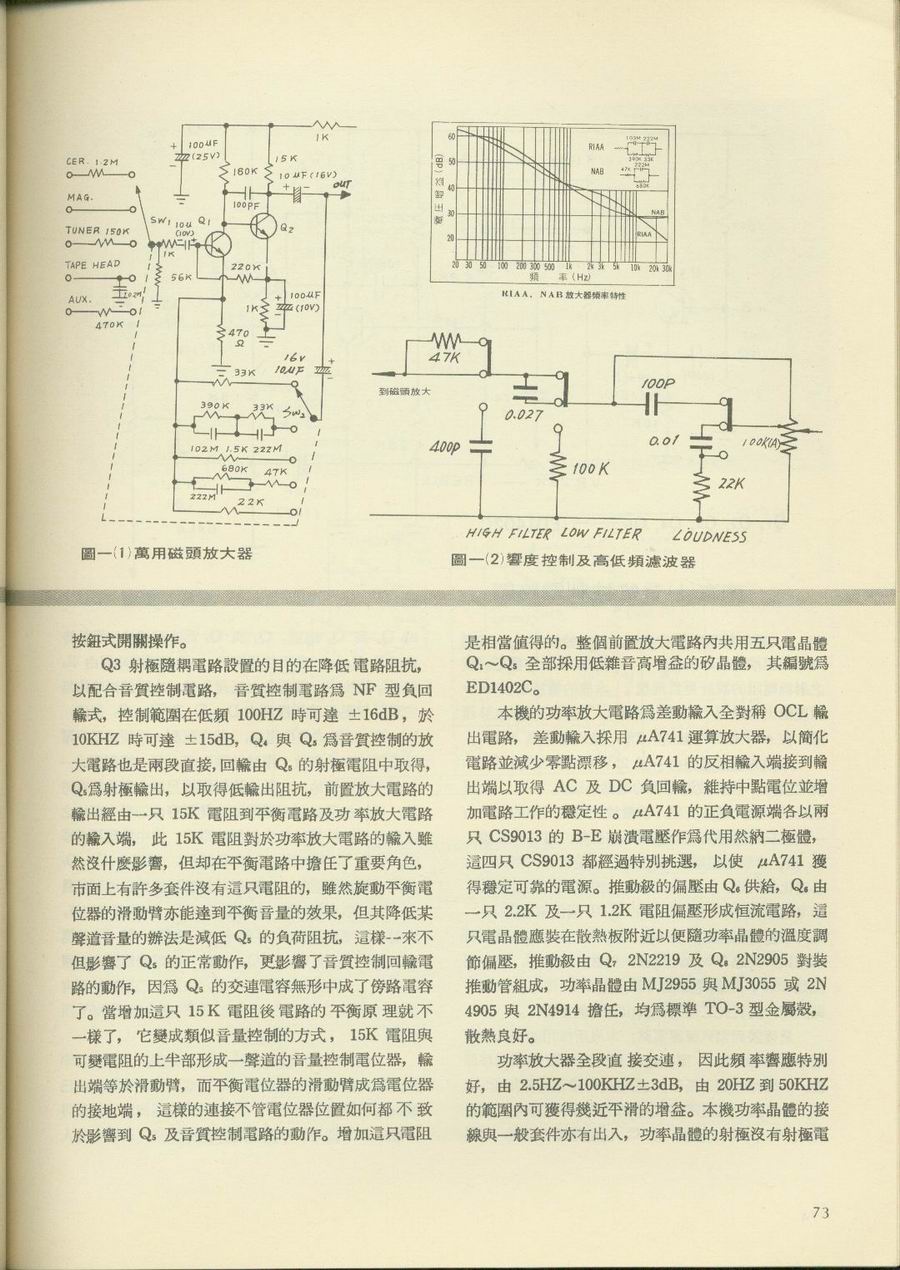 CER. 1.2M
MAG.
TUNER 150K
TAPE HEAD
AUX.
470K
+ 100μF
(25V)
180K
15K
1K
10μF(16V)
+ -
OUT
100PF
SW1
10μ
(10V)
Q1
Q2
1K
56K
220K
1K
+ 100μF
(10V)
470
Ω
16V
10μF
+
33K
390K
33K
SW2
102M 1.5K 222M
680K
47K
222M
22K
圖一(1)萬用磁頭放大器
60
50
40
30
20
(dB)
RIAA
NAB
103M 222M
390K 33K
222M
47K
680K
NAB
RIAA
20 30 50 100 200 300 500 1k 2k 3k 5k 10k 20k 30k
頻 率 (Hz)
RIAA、NAB 放大器頻率特性
47K
到磁頭放大
400P
0.027
100K
100P
0.01
100K(A)
22K
HIGH FILTER LOW FILTER LOUDNESS
圖一(2)響度控制及高低頻濾波器
按鈕式開關操作。
Q3 射極隨耦電路設置的目的在降低電路阻抗，
以配合音質控制電路， 音質控制電路爲 NF 型負回
輸式，控制範圍在低頻 100HZ 時可達 ±16dB，於
10KHZ 時可達 ±15dB，Q₄ 與 Q₅ 爲音質控制的放
大電路也是兩段直接，回輸由 Q₅ 的射極電阻中取得，
Q₅爲射極輸出，以取得低輸出阻抗，前置放大電路的
輸出經由一只 15K 電阻到平衡電路及功率放大電路
的輸入端， 此 15K 電阻對於功率放大電路的輸入雖
然沒什麼影響，但却在平衡電路中擔任了重要角色，
市面上有許多套件沒有這只電阻的，雖然旋動平衡電
位器的滑動臂亦能達到平衡音量的效果，但其降低某
聲道音量的辦法是減低 Q₅ 的負荷阻抗，這樣一來不
但影響了 Q₅ 的正常動作，更影響了音質控制回輸電
路的動作，因爲 Q₅ 的交連電容無形中成了傍路電容
了。當增加這只 15K 電阻後電路的平衡原理就不
一樣了， 它變成類似音量控制的方式， 15K 電阻與
可變電阻的上半部形成一聲道的音量控制電位器，輸
出端等於滑動臂，而平衡電位器的滑動臂成爲電位器
的接地端， 這樣的連接不管電位器位置如何都不致
於影響到 Q₅ 及音質控制電路的動作。增加這只電阻
是相當值得的。整個前置放大電路內共用五只電晶體
Q₁～Q₅ 全部採用低雜音高增益的矽晶體， 其編號爲
ED1402C。
本機的功率放大電路爲差動輸入全對稱 OCL 輸
出電路， 差動輸入採用 μA741 運算放大器，以簡化
電路並減少零點漂移， μA741 的反相輸入端接到輸
出端以取得 AC 及 DC 負回輸，維持中點電位並增
加電路工作的穩定性。μA741 的正負電源端各以兩
只 CS9013 的 B-E 崩潰電壓作爲代用然納二極體，
這四只 CS9013 都經過特別挑選， 以使 μA741 獲
得穩定可靠的電源。推動級的偏壓由 Q₆ 供給，Q₆ 由
一只 2.2K 及一只 1.2K 電阻偏壓形成恒流電路，這
只電晶體應裝在散熱板附近以便隨功率晶體的溫度調
節偏壓，推動級由 Q₇ 2N2219 及 Q₈ 2N2905 對裝
推動管組成，功率晶體由 MJ2955 與 MJ3055 或 2N
4905 與 2N4914 擔任，均爲標準 TO-3 型金屬殼，
散熱良好。
功率放大器全段直接交連， 因此頻率響應特別
好，由 2.5HZ～100KHZ±3dB，由 20HZ 到 50KHZ
的範圍內可獲得幾近平滑的增益。本機功率晶體的接
線與一般套件亦有出入，功率晶體的射極沒有射極電
73